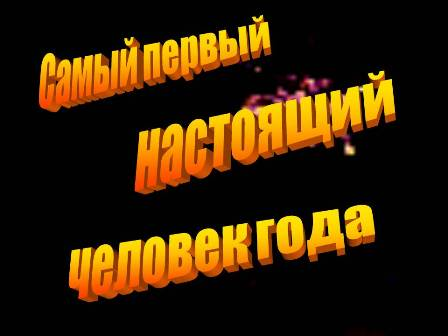 Самый первый
настоящий
человек года